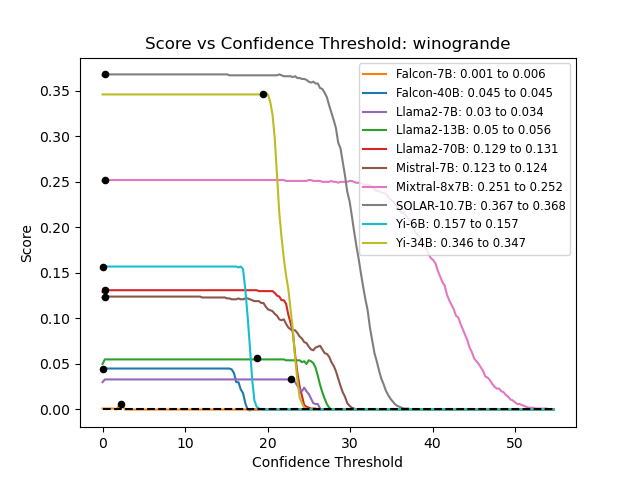 Score vs Confidence Threshold: winogrande
Score
0.35
0.30
0.25
0.20
0.15
0.10
0.05
0.00
Falcon-7B: 0.001 to 0.006
Falcon-40B: 0.045 to 0.045
Llama2-7B: 0.03 to 0.034
Llama2-13B: 0.05 to 0.056
Llama2-70B: 0.129 to 0.131
Mistral-7B: 0.123 to 0.124
Mixtral-8x7B: 0.251 to 0.252
SOLAR-10.7B: 0.367 to 0.368
Yi-6B: 0.157 to 0.157
Yi-34B: 0.346 to 0.347
0 10 20 30 40 50
Confidence Threshold